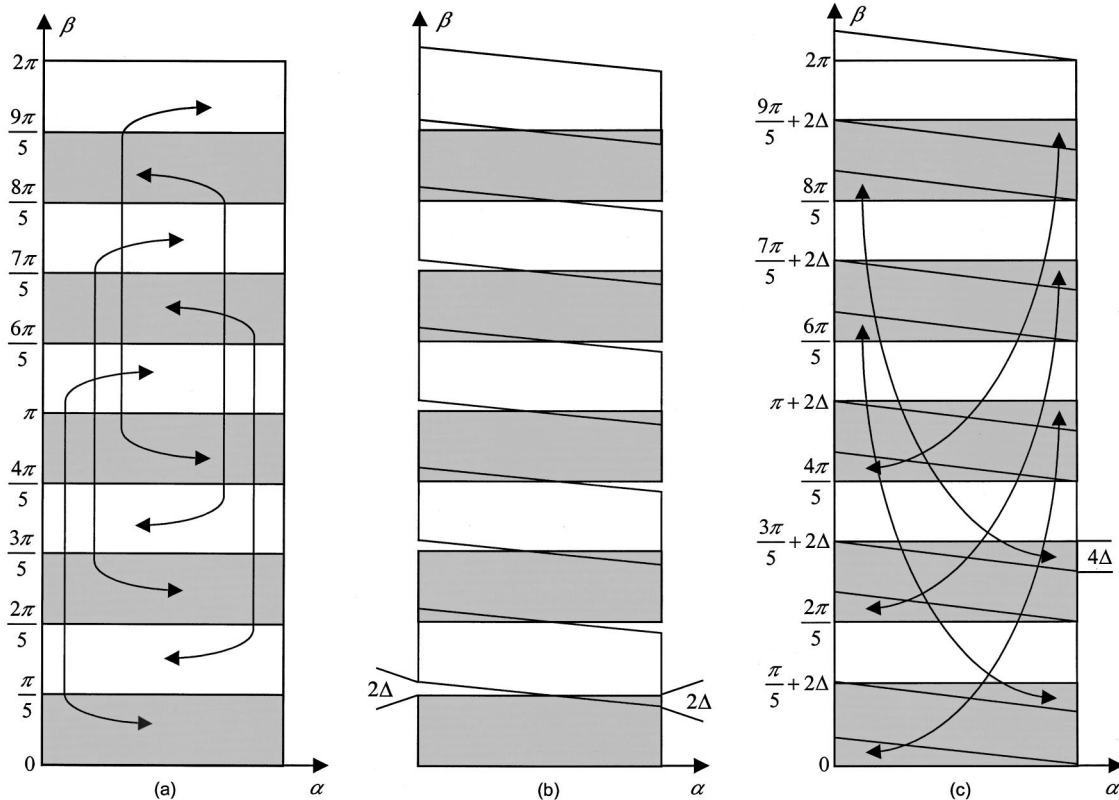 β
2π
9π/5
8π/5
7π/5
6π/5
π
4π/5
3π/5
2π/5
π/5
0
α
(a)
β
2Δ
2Δ
α
(b)
β
2π
9π/5 + 2Δ
8π/5
7π/5 + 2Δ
6π/5
π + 2Δ
4π/5
3π/5 + 2Δ
4Δ
2π/5
π/5 + 2Δ
0
α
(c)